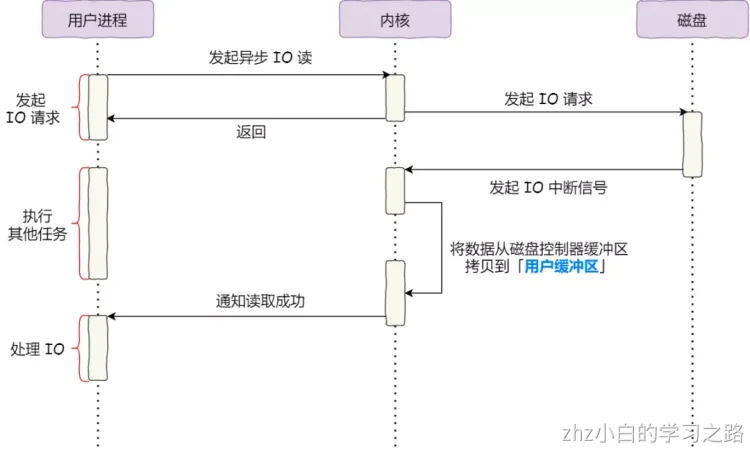 用户进程
内核
磁盘
发起异步 IO 读
发起
IO 请求
发起 IO 请求
返回
发起 IO 中断信号
执行
其他任务
将数据从磁盘控制器缓冲区
拷贝到「用户缓冲区」
通知读取成功
处理 IO
zhz小白的学习之路